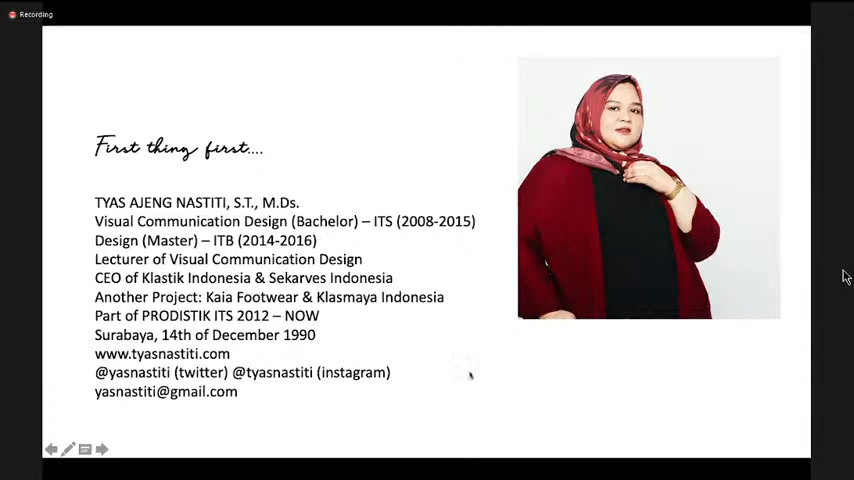 Recording
First thing first....
TYAS AJENG NASTITI, S.T., M.Ds.
Visual Communication Design (Bachelor) – ITS (2008-2015)
Design (Master) – ITB (2014-2016)
Lecturer of Visual Communication Design
CEO of Klastik Indonesia & Sekarves Indonesia
Another Project: Kaia Footwear & Klasmaya Indonesia
Part of PRODISTIK ITS 2012 – NOW
Surabaya, 14th of December 1990
www.tyasnastiti.com
@yasnastiti (twitter) @tyasnastiti (instagram)
yasnastiti@gmail.com